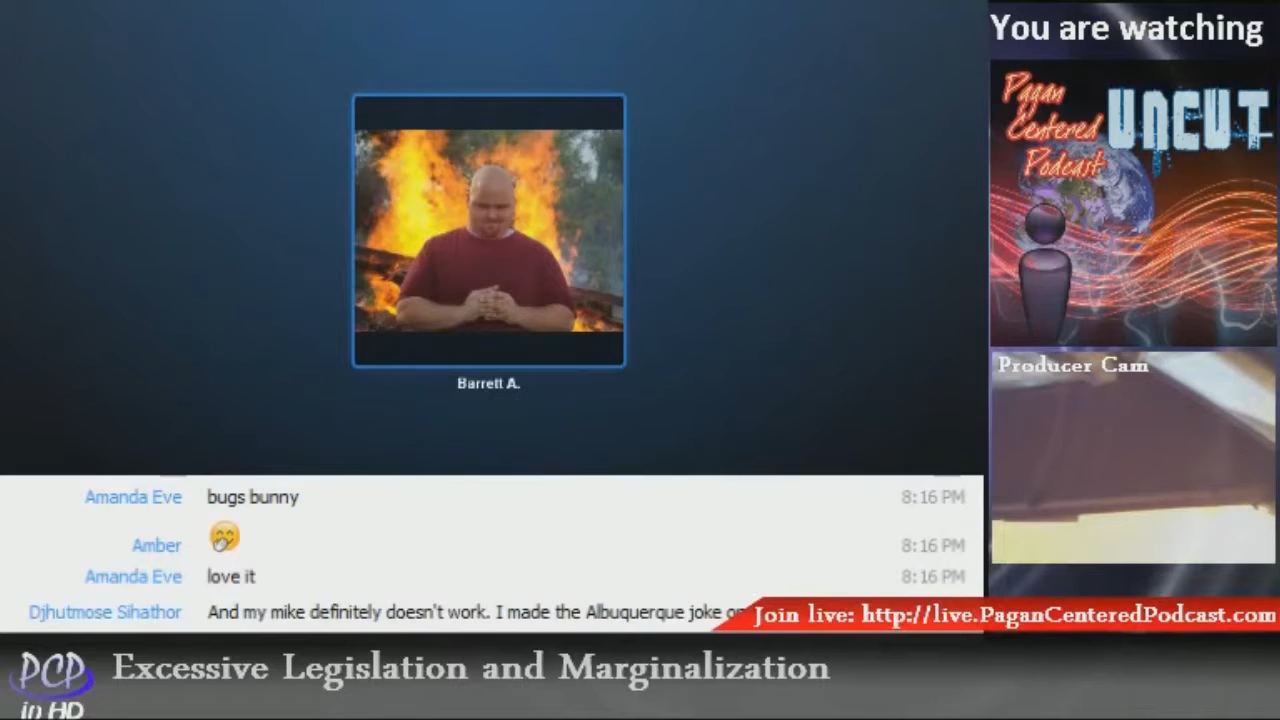 You are watching
Pagan
Centered
Podcast
UNCUT
Producer Cam
Barrett A.
Amanda Eve bugs bunny 8:16 PM
Amber 8:16 PM
Amanda Eve love it 8:16 PM
Djhutmose Sihathor And my mike definitely doesn't work. I made the Albuquerque joke
Join live: http://live.PaganCenteredPodcast.com
PCP
in HD
Excessive Legislation and Marginalization